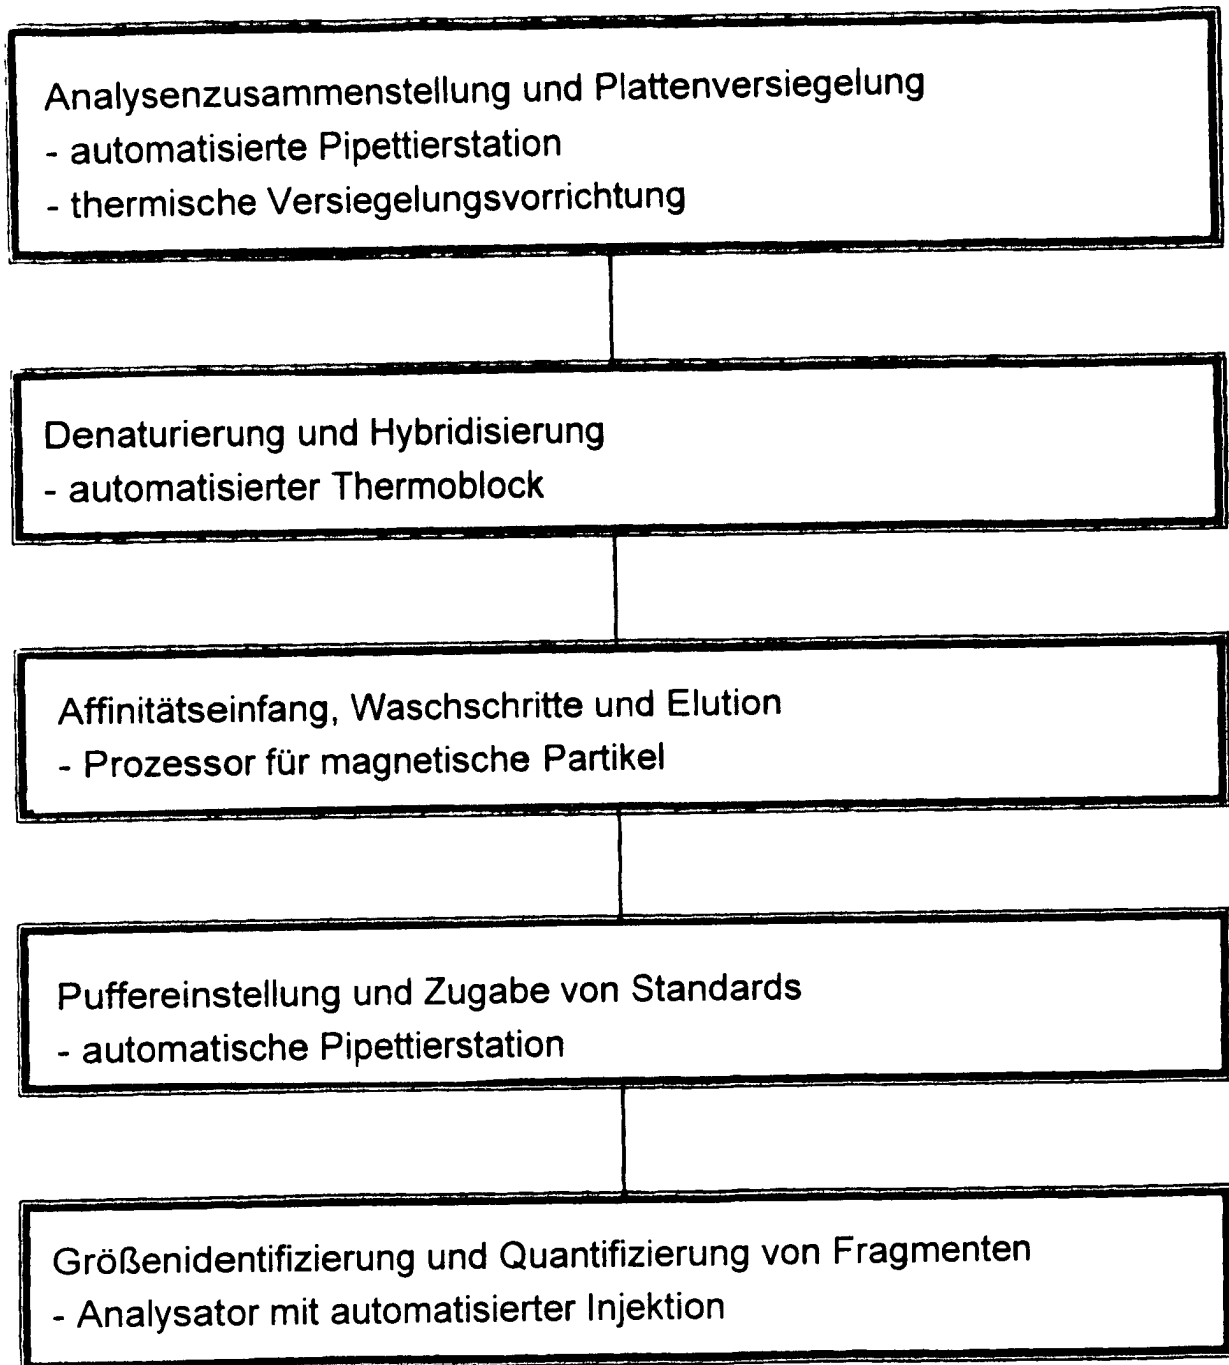 Analysenzusammenstellung und Plattenversiegelung
- automatisierte Pipettierstation
- thermische Versiegelungsvorrichtung
Denaturierung und Hybridisierung
- automatisierter Thermoblock
Affinitätseinfang, Waschschritte und Elution
- Prozessor für magnetische Partikel
Puffereinstellung und Zugabe von Standards
- automatische Pipettierstation
Größenidentifizierung und Quantifizierung von Fragmenten
- Analysator mit automatisierter Injektion